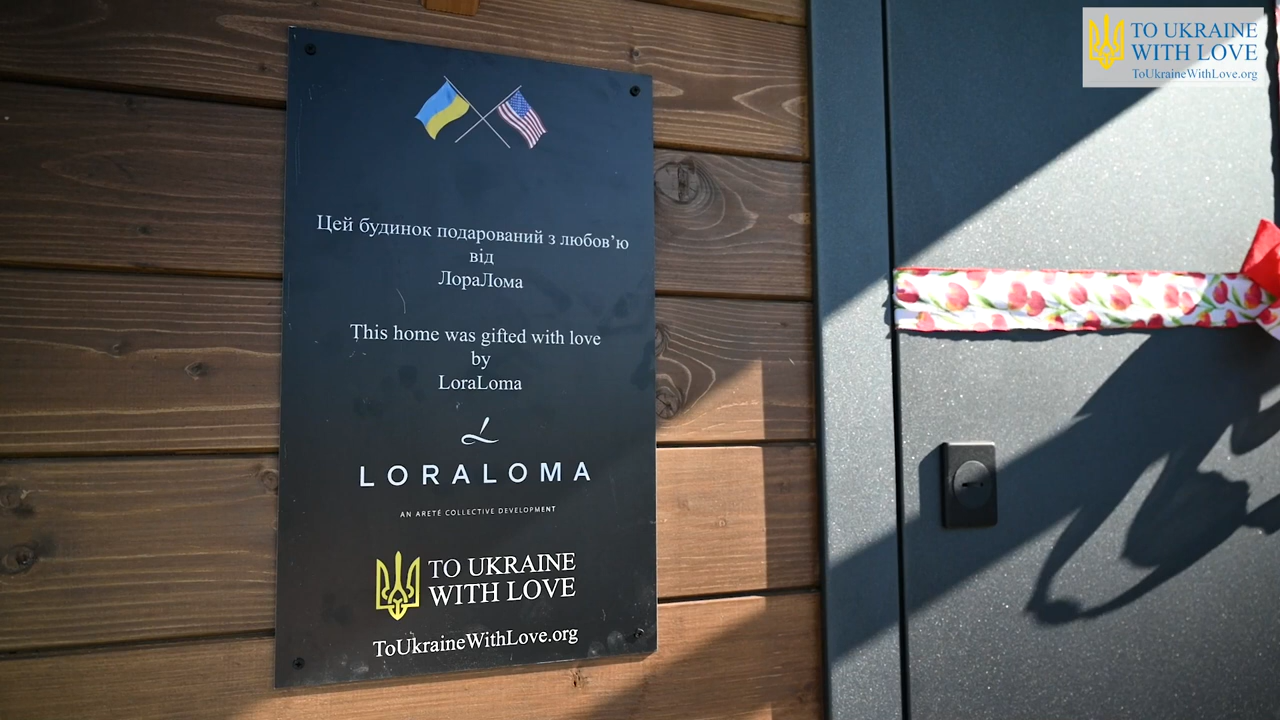 TO UKRAINE
WITH LOVE
ToUkraineWithLove.org
Цей будинок подарований з любов’ю
від
ЛораЛома
This home was gifted with love
by
LoraLoma
LORALOMA
AN ARETÉ COLLECTIVE DEVELOPMENT
TO UKRAINE
WITH LOVE
ToUkraineWithLove.org